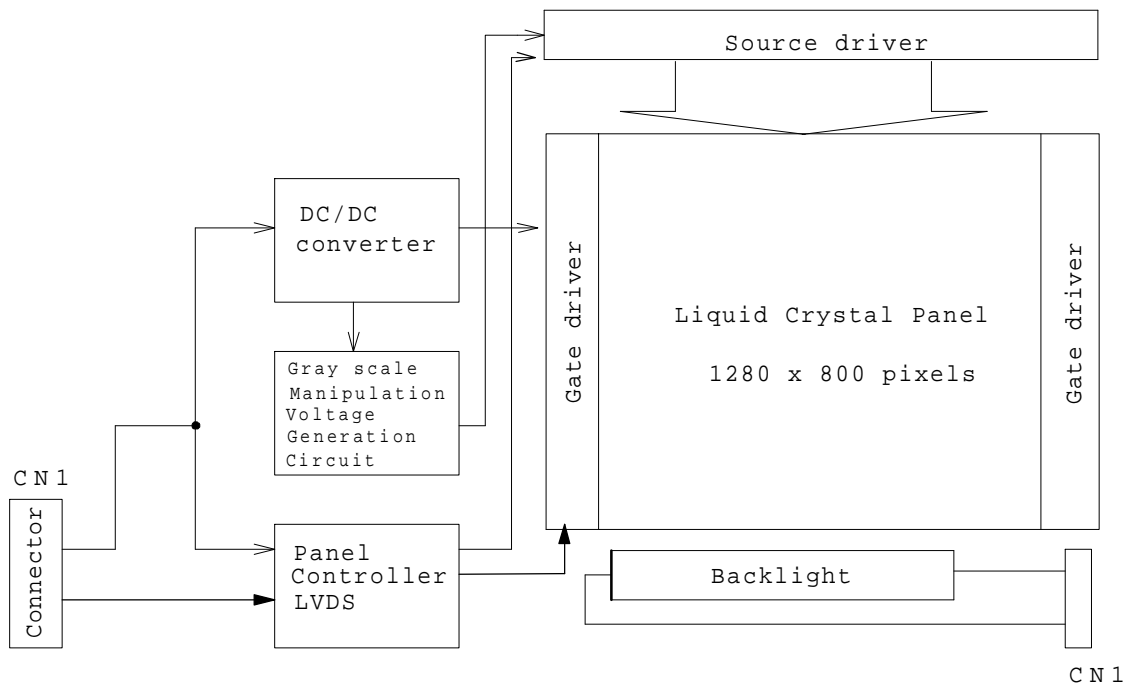 Source driver
DC/DC
converter
Gate driver
Liquid Crystal Panel
1280 x 800 pixels
Gate driver
Gray scale
Manipulation
Voltage
Generation
Circuit
CN1
Connector
Panel
Controller
LVDS
Backlight
CN1